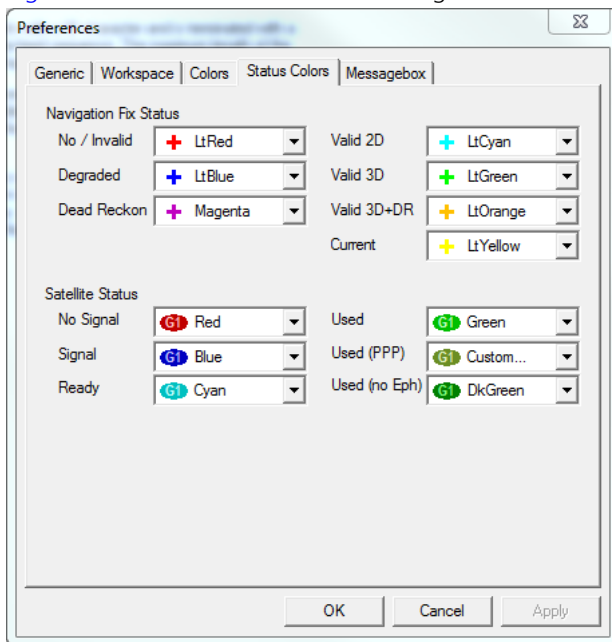 Preferences
Generic Workspace Colors Status Colors Messagebox
Navigation Fix Status
No / Invalid LtRed Valid 2D LtCyan
Degraded LtBlue Valid 3D LtGreen
Dead Reckon Magenta Valid 3D+DR LtOrange
Current LtYellow
Satellite Status
No Signal G1 Red Used G1 Green
Signal G1 Blue Used (PPP) G1 Custom...
Ready G1 Cyan Used (no Eph) G1 DkGreen
OK Cancel Apply